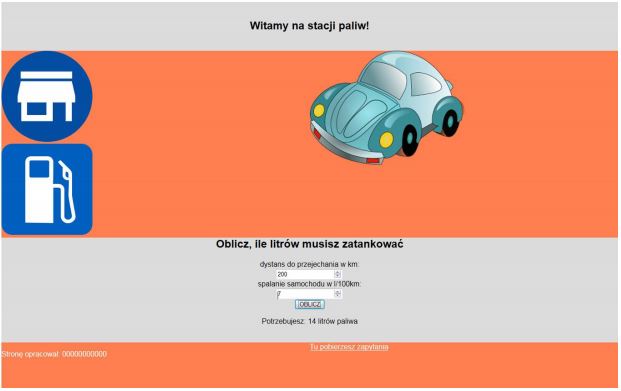 Witamy na stacji paliw!
Oblicz, ile litrów musisz zatankować
dystans do przejechania w km:
200
spalanie samochodu w l/100km:
7
OBLICZ
Potrzebujesz: 14 litrów paliwa
Tu pobierzesz zapytania
Stronę opracował: 00000000000